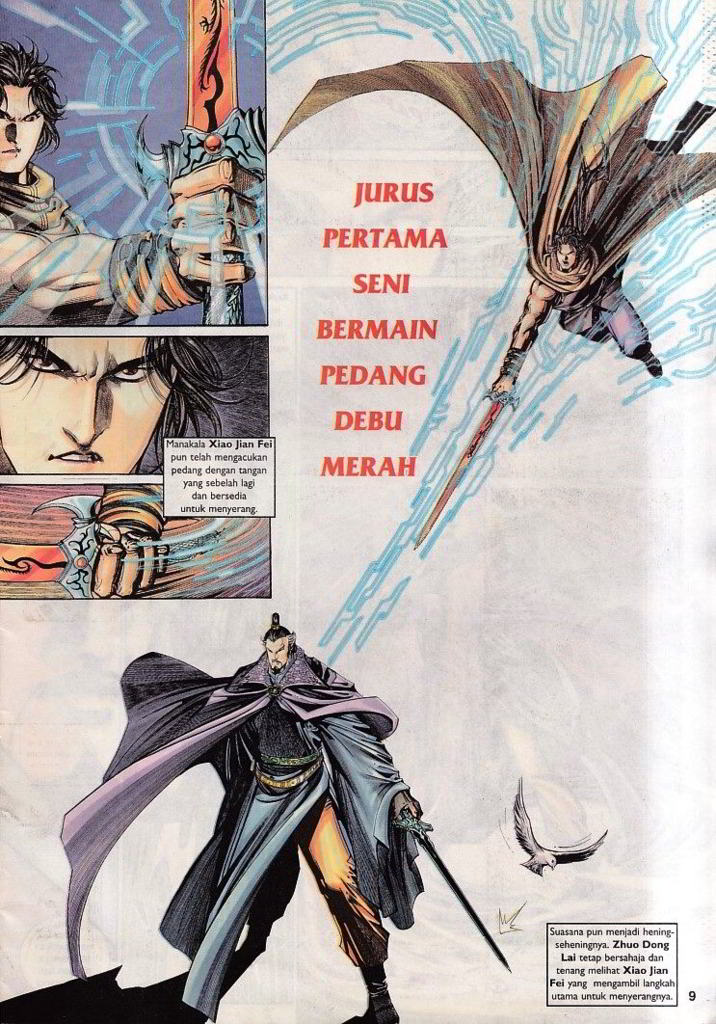 JURUS
PERTAMA
SENI
BERMAIN
PEDANG
DEBU
MERAH
Manakala Xiao Jian Fei
pun telah mengacukan
pedang dengan tangan
yang sebelah lagi
dan bersedia
untuk menyerang.
Suasana pun menjadi hening-
seheningnya. Zhuo Dong
Lai tetap bersahaja dan
tenang melihat Xiao Jian
Fei yang mengambil langkah
utama untuk menyerangnya.
9